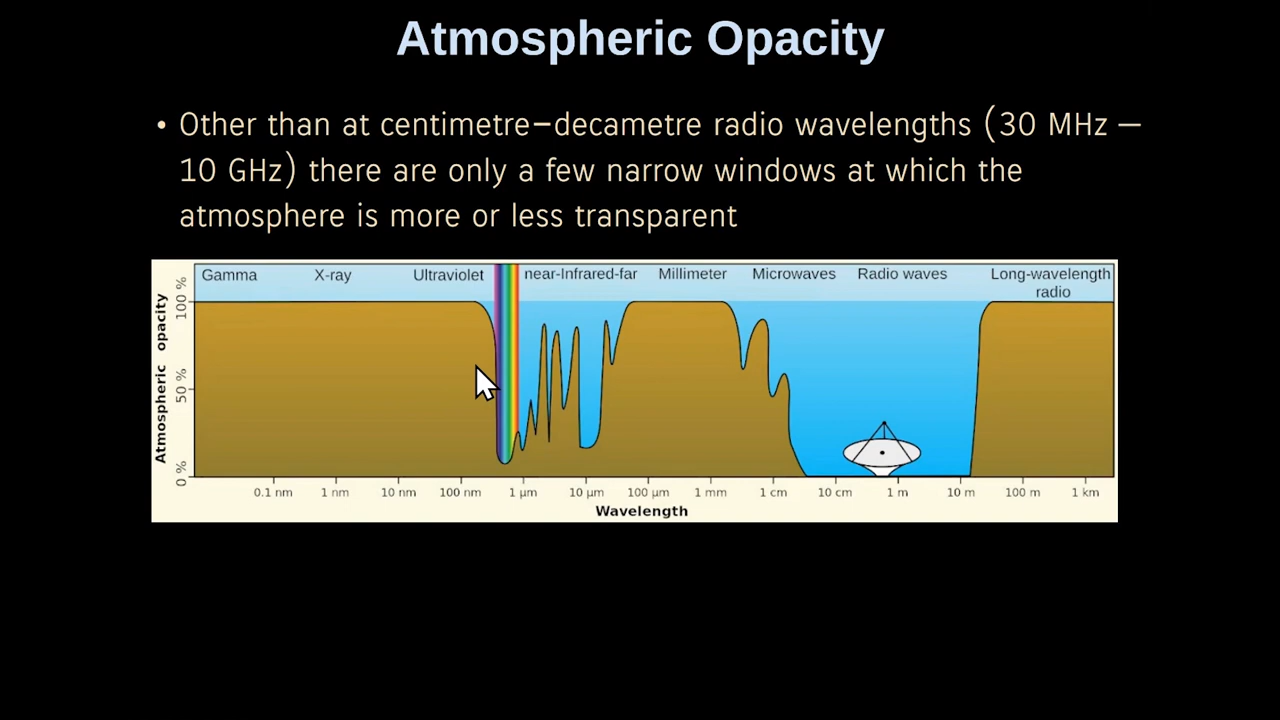 Atmospheric Opacity
• Other than at centimetre–decametre radio wavelengths (30 MHz –
10 GHz) there are only a few narrow windows at which the
atmosphere is more or less transparent
Gamma X-ray Ultraviolet near-Infrared-far Millimeter Microwaves Radio waves Long-wavelength
radio
Atmospheric opacity
100 %
50 %
0 %
0.1 nm 1 nm 10 nm 100 nm 1 µm 10 µm 100 µm 1 mm 1 cm 10 cm 1 m 10 m 100 m 1 km
Wavelength